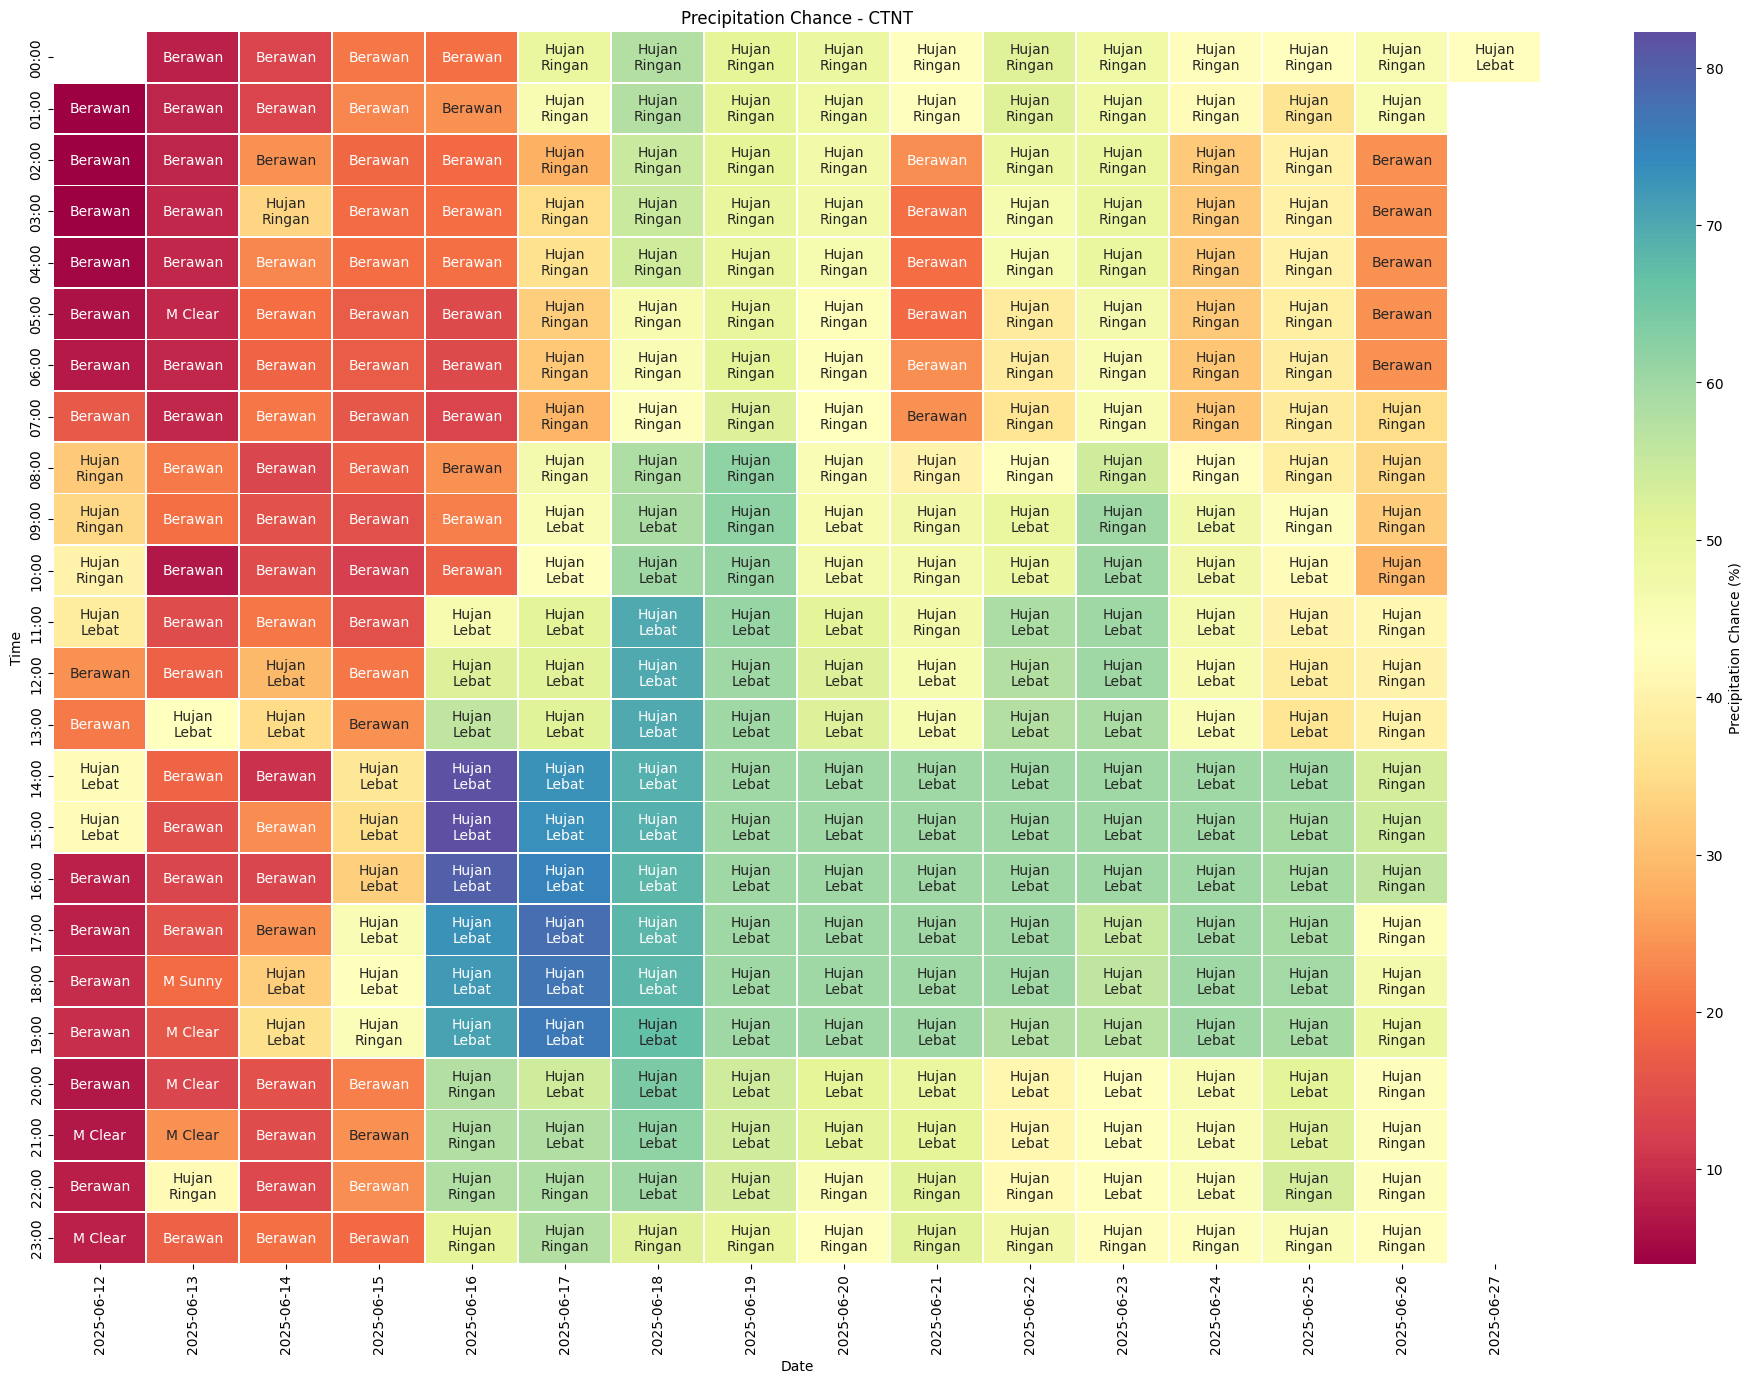 Precipitation Chance - CTNT
00:00 Berawan Berawan Berawan Berawan Hujan Ringan Hujan Ringan Hujan Ringan Hujan Ringan Hujan Ringan Hujan Ringan Hujan Ringan Hujan Ringan Hujan Ringan Hujan Ringan Hujan Lebat
01:00 Berawan Berawan Berawan Berawan Berawan Hujan Ringan Hujan Ringan Hujan Ringan Hujan Ringan Hujan Ringan Hujan Ringan Hujan Ringan Hujan Ringan Hujan Ringan Hujan Ringan
02:00 Berawan Berawan Berawan Berawan Berawan Hujan Ringan Hujan Ringan Hujan Ringan Hujan Ringan Berawan Hujan Ringan Hujan Ringan Hujan Ringan Hujan Ringan Berawan
03:00 Berawan Berawan Hujan Ringan Berawan Berawan Hujan Ringan Hujan Ringan Hujan Ringan Hujan Ringan Berawan Hujan Ringan Hujan Ringan Hujan Ringan Hujan Ringan Berawan
04:00 Berawan Berawan Berawan Berawan Berawan Hujan Ringan Hujan Ringan Hujan Ringan Hujan Ringan Berawan Hujan Ringan Hujan Ringan Hujan Ringan Hujan Ringan Berawan
05:00 Berawan M Clear Berawan Berawan Berawan Hujan Ringan Hujan Ringan Hujan Ringan Hujan Ringan Berawan Hujan Ringan Hujan Ringan Hujan Ringan Hujan Ringan Berawan
06:00 Berawan Berawan Berawan Berawan Berawan Hujan Ringan Hujan Ringan Hujan Ringan Hujan Ringan Berawan Hujan Ringan Hujan Ringan Hujan Ringan Hujan Ringan Berawan
07:00 Berawan Berawan Berawan Berawan Berawan Hujan Ringan Hujan Ringan Hujan Ringan Hujan Ringan Berawan Hujan Ringan Hujan Ringan Hujan Ringan Hujan Ringan Hujan Ringan
08:00 Hujan Ringan Berawan Berawan Berawan Berawan Hujan Ringan Hujan Ringan Hujan Ringan Hujan Ringan Hujan Ringan Hujan Ringan Hujan Ringan Hujan Ringan Hujan Ringan Hujan Ringan
09:00 Hujan Ringan Berawan Berawan Berawan Berawan Hujan Lebat Hujan Lebat Hujan Ringan Hujan Lebat Hujan Ringan Hujan Lebat Hujan Ringan Hujan Lebat Hujan Ringan Hujan Ringan
10:00 Hujan Ringan Berawan Berawan Berawan Berawan Hujan Lebat Hujan Lebat Hujan Ringan Hujan Lebat Hujan Ringan Hujan Lebat Hujan Lebat Hujan Lebat Hujan Lebat Hujan Ringan
11:00 Hujan Lebat Berawan Berawan Berawan Hujan Lebat Hujan Lebat Hujan Lebat Hujan Lebat Hujan Lebat Hujan Ringan Hujan Lebat Hujan Lebat Hujan Lebat Hujan Lebat Hujan Ringan
12:00 Berawan Berawan Hujan Lebat Berawan Hujan Lebat Hujan Lebat Hujan Lebat Hujan Lebat Hujan Lebat Hujan Lebat Hujan Lebat Hujan Lebat Hujan Lebat Hujan Lebat Hujan Ringan
13:00 Berawan Hujan Lebat Hujan Lebat Berawan Hujan Lebat Hujan Lebat Hujan Lebat Hujan Lebat Hujan Lebat Hujan Lebat Hujan Lebat Hujan Lebat Hujan Lebat Hujan Lebat Hujan Ringan
14:00 Hujan Lebat Berawan Berawan Hujan Lebat Hujan Lebat Hujan Lebat Hujan Lebat Hujan Lebat Hujan Lebat Hujan Lebat Hujan Lebat Hujan Lebat Hujan Lebat Hujan Lebat Hujan Ringan
15:00 Hujan Lebat Berawan Berawan Hujan Lebat Hujan Lebat Hujan Lebat Hujan Lebat Hujan Lebat Hujan Lebat Hujan Lebat Hujan Lebat Hujan Lebat Hujan Lebat Hujan Lebat Hujan Ringan
16:00 Berawan Berawan Berawan Hujan Lebat Hujan Lebat Hujan Lebat Hujan Lebat Hujan Lebat Hujan Lebat Hujan Lebat Hujan Lebat Hujan Lebat Hujan Lebat Hujan Lebat Hujan Ringan
17:00 Berawan Berawan Berawan Hujan Lebat Hujan Lebat Hujan Lebat Hujan Lebat Hujan Lebat Hujan Lebat Hujan Lebat Hujan Lebat Hujan Lebat Hujan Lebat Hujan Lebat Hujan Ringan
18:00 Berawan M Sunny Hujan Lebat Hujan Lebat Hujan Lebat Hujan Lebat Hujan Lebat Hujan Lebat Hujan Lebat Hujan Lebat Hujan Lebat Hujan Lebat Hujan Lebat Hujan Lebat Hujan Ringan
19:00 Berawan M Clear Hujan Lebat Hujan Ringan Hujan Lebat Hujan Lebat Hujan Lebat Hujan Lebat Hujan Lebat Hujan Lebat Hujan Lebat Hujan Lebat Hujan Lebat Hujan Lebat Hujan Ringan
20:00 Berawan M Clear Berawan Berawan Hujan Ringan Hujan Lebat Hujan Lebat Hujan Lebat Hujan Lebat Hujan Lebat Hujan Lebat Hujan Lebat Hujan Lebat Hujan Lebat Hujan Ringan
21:00 M Clear M Clear Berawan Berawan Hujan Ringan Hujan Lebat Hujan Lebat Hujan Lebat Hujan Lebat Hujan Lebat Hujan Lebat Hujan Lebat Hujan Lebat Hujan Lebat Hujan Ringan
22:00 Berawan Hujan Ringan Berawan Berawan Hujan Ringan Hujan Ringan Hujan Lebat Hujan Lebat Hujan Ringan Hujan Ringan Hujan Ringan Hujan Lebat Hujan Lebat Hujan Ringan Hujan Ringan
23:00 M Clear Berawan Berawan Berawan Hujan Ringan Hujan Ringan Hujan Ringan Hujan Ringan Hujan Ringan Hujan Ringan Hujan Ringan Hujan Ringan Hujan Ringan Hujan Ringan Hujan Ringan
Time
2025-06-12 2025-06-13 2025-06-14 2025-06-15 2025-06-16 2025-06-17 2025-06-18 2025-06-19 2025-06-20 2025-06-21 2025-06-22 2025-06-23 2025-06-24 2025-06-25 2025-06-26 2025-06-27
Date
80
70
60
50
40
30
20
10
Precipitation Chance (%)